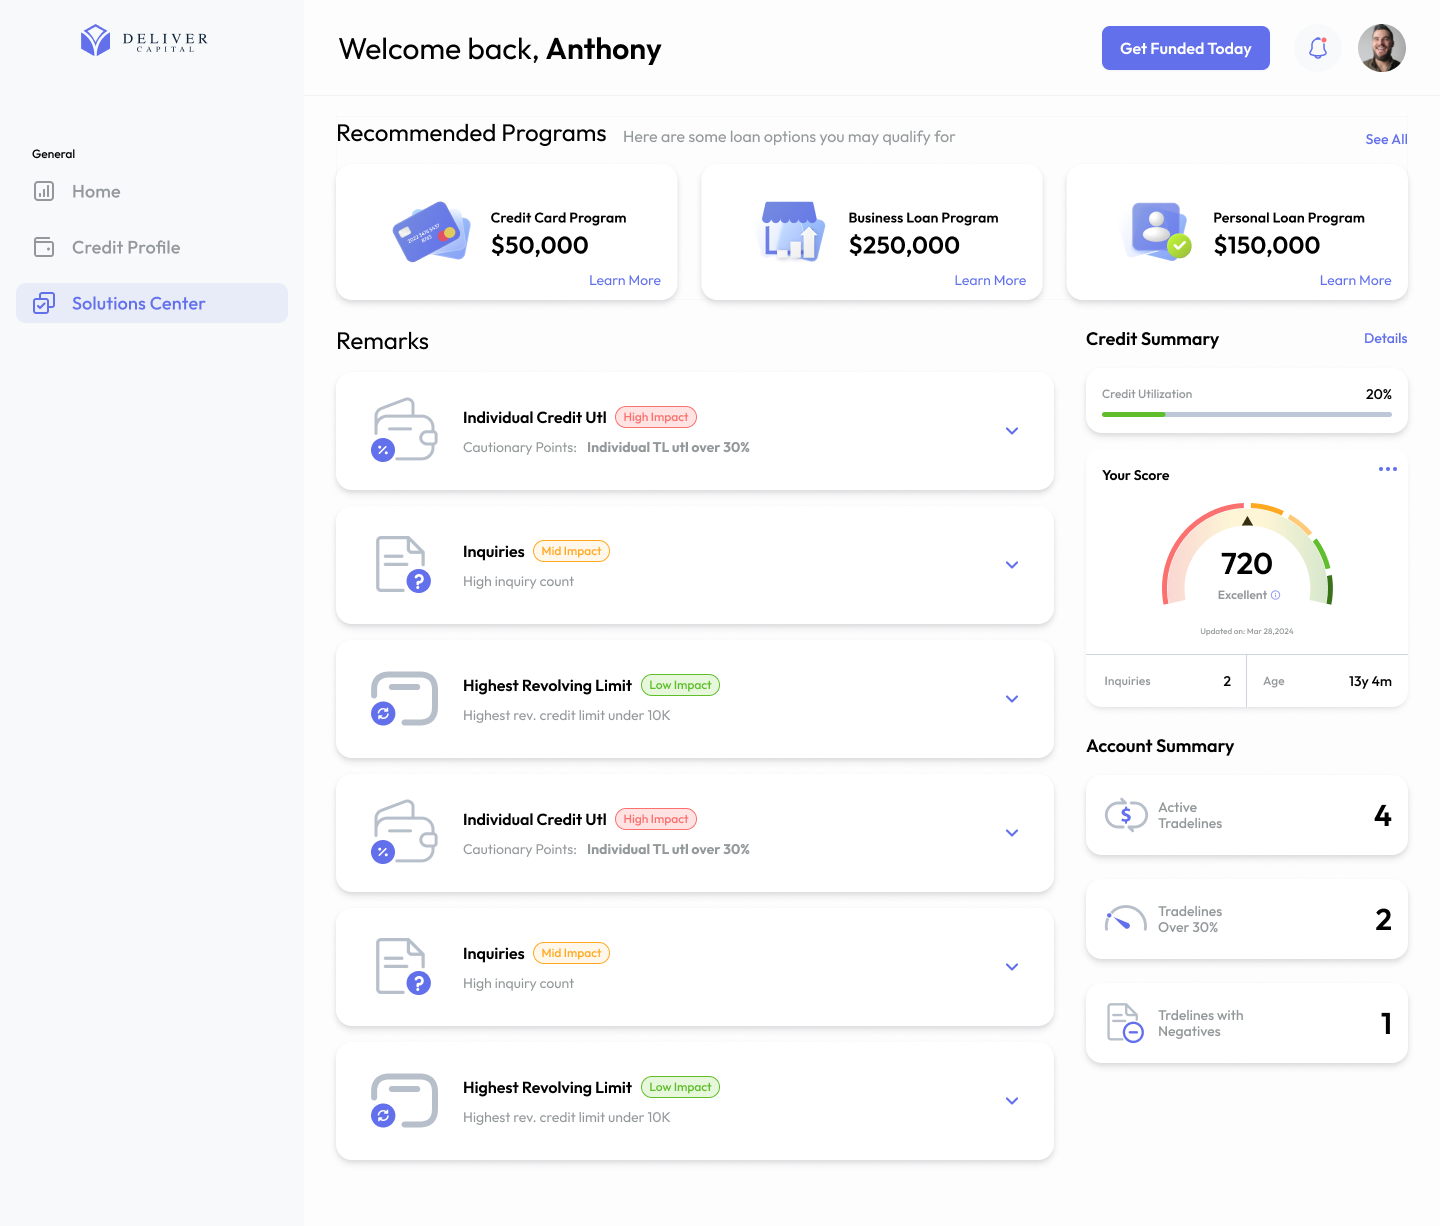 DELIVER
CAPITAL
General
Home
Credit Profile
Solutions Center
Welcome back, Anthony
Get Funded Today
Recommended Programs Here are some loan options you may qualify for
See All
Credit Card Program
$50,000
Learn More
Business Loan Program
$250,000
Learn More
Personal Loan Program
$150,000
Learn More
Remarks
Individual Credit Utl High Impact
Cautionary Points: Individual TL utl over 30%
Inquiries Mid Impact
High inquiry count
Highest Revolving Limit Low Impact
Highest rev. credit limit under 10K
Individual Credit Utl High Impact
Cautionary Points: Individual TL utl over 30%
Inquiries Mid Impact
High inquiry count
Highest Revolving Limit Low Impact
Highest rev. credit limit under 10K
Credit Summary Details
Credit Utilization 20%
Your Score
720
Excellent
Updated on: Mar 28,2024
Inquiries 2
Age 13y 4m
Account Summary
Active
Tradelines
4
Tradelines
Over 30%
2
Trdelines with
Negatives
1